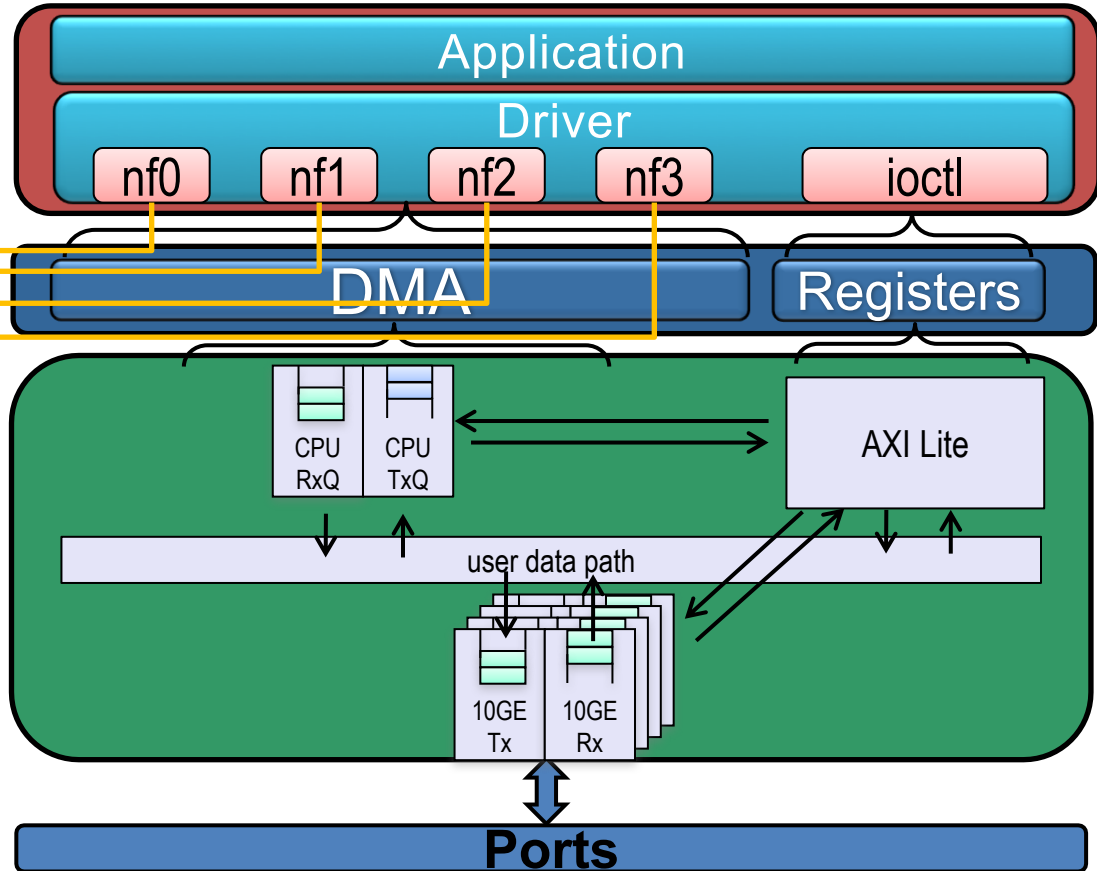 Application
Driver
nf0 nf1 nf2 nf3 ioctl
DMA Registers
CPU
RxQ
CPU
TxQ
AXI Lite
user data path
10GE
Tx
10GE
Rx
Ports